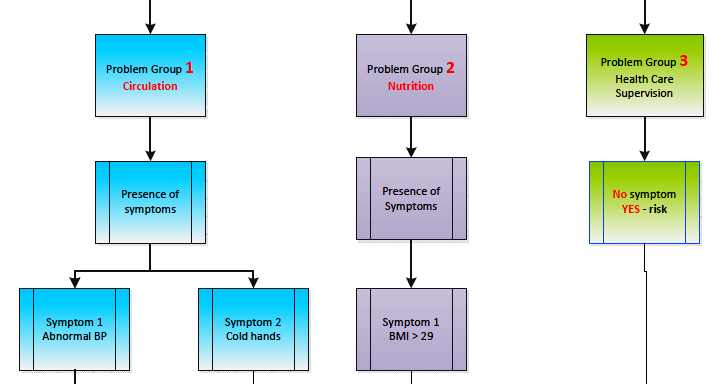 Problem Group 1
Circulation
Problem Group 2
Nutrition
Problem Group 3
Health Care
Supervision
Presence of
symptoms
Presence of
Symptoms
No symptom
YES - risk
Symptom 1
Abnormal BP
Symptom 2
Cold hands
Symptom 1
BMI > 29